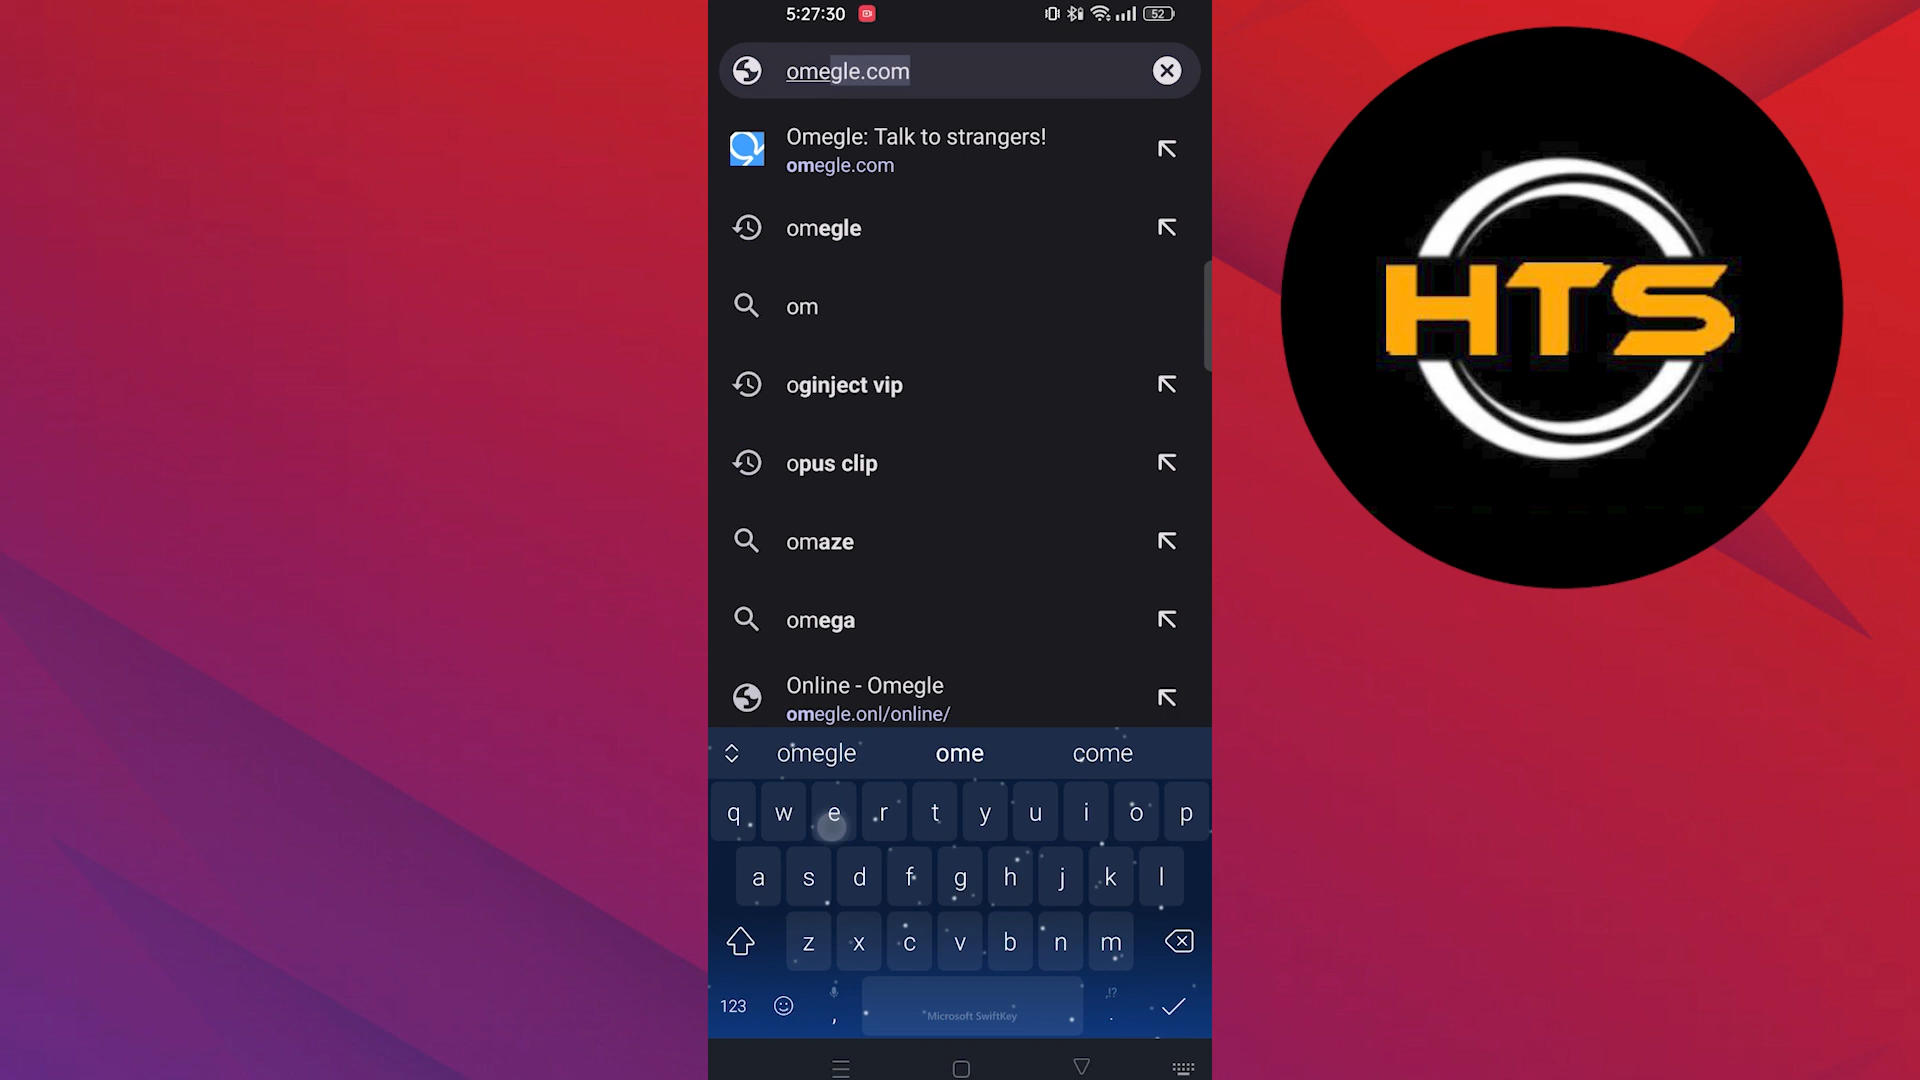 5:27:30
52
omegle.com
Omegle: Talk to strangers!
omegle.com
omegle
om
oginject vip
opus clip
omaze
omega
Online - Omegle
omegle.onl/online/
omegle ome come
q w e r t y u i o p
a s d f g h j k l
z x c v b n m
123 , Microsoft SwiftKey ,!? .
HTS